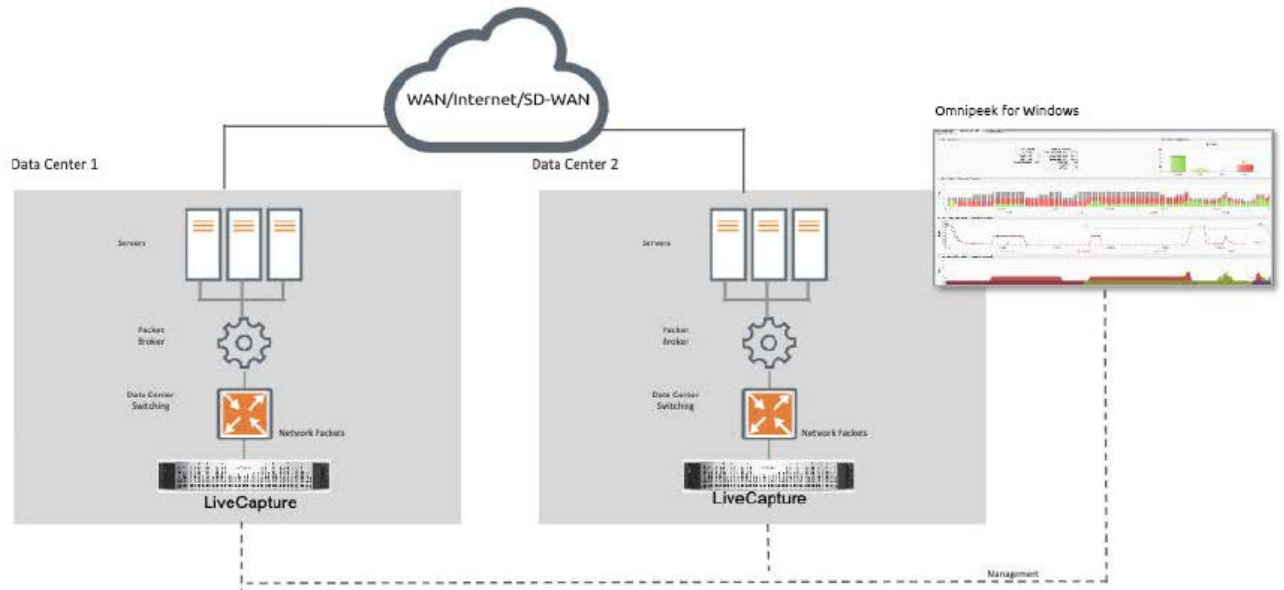 WAN/Internet/SD-WAN
Omnipeek for Windows
Data Center 1
Data Center 2
Servers
Servers
Packet
Broker
Packet
Broker
Data Center
Switching
Data Center
Switching
Network Packets
Network Packets
LiveCapture
LiveCapture
Management